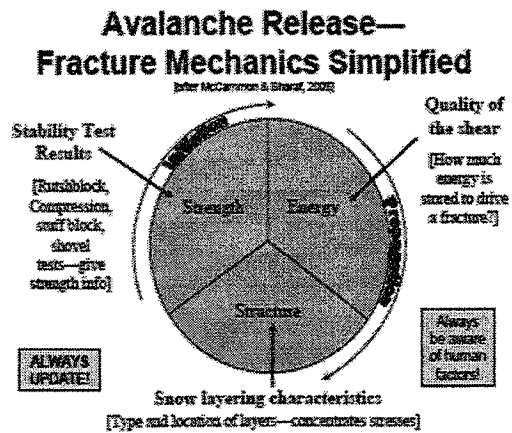 Avalanche Release—
Fracture Mechanics Simplified
[after McCammon & Sharaf, 2005]
Stability Test
Results
[Rutschblock,
Compression,
stuff block,
shovel
tests—give
strength info]
Quality of
the shear
[How much
energy is
stored to drive
a fracture?]
Initiation
Propagation
Strength
Energy
Structure
ALWAYS
UPDATE!
Always
be aware
of human
factors!
Snow layering characteristics
[Type and location of layers—concentrates stresses]